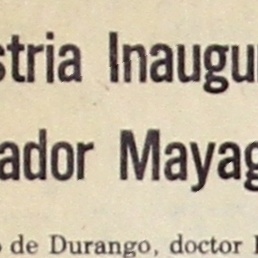 stria Inaugu
ador Mayag
de Durango, doctor